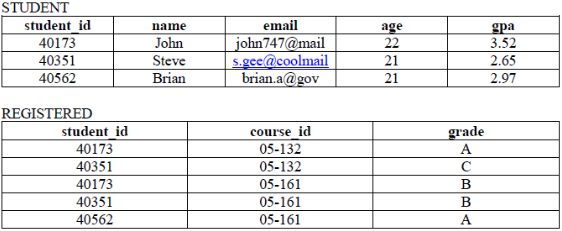 STUDENT
student_id name email age gpa
40173 John john747@mail 22 3.52
40351 Steve s.gee@coolmail 21 2.65
40562 Brian brian.a@gov 21 2.97
REGISTERED
student_id course_id grade
40173 05-132 A
40351 05-132 C
40173 05-161 B
40351 05-161 B
40562 05-161 A